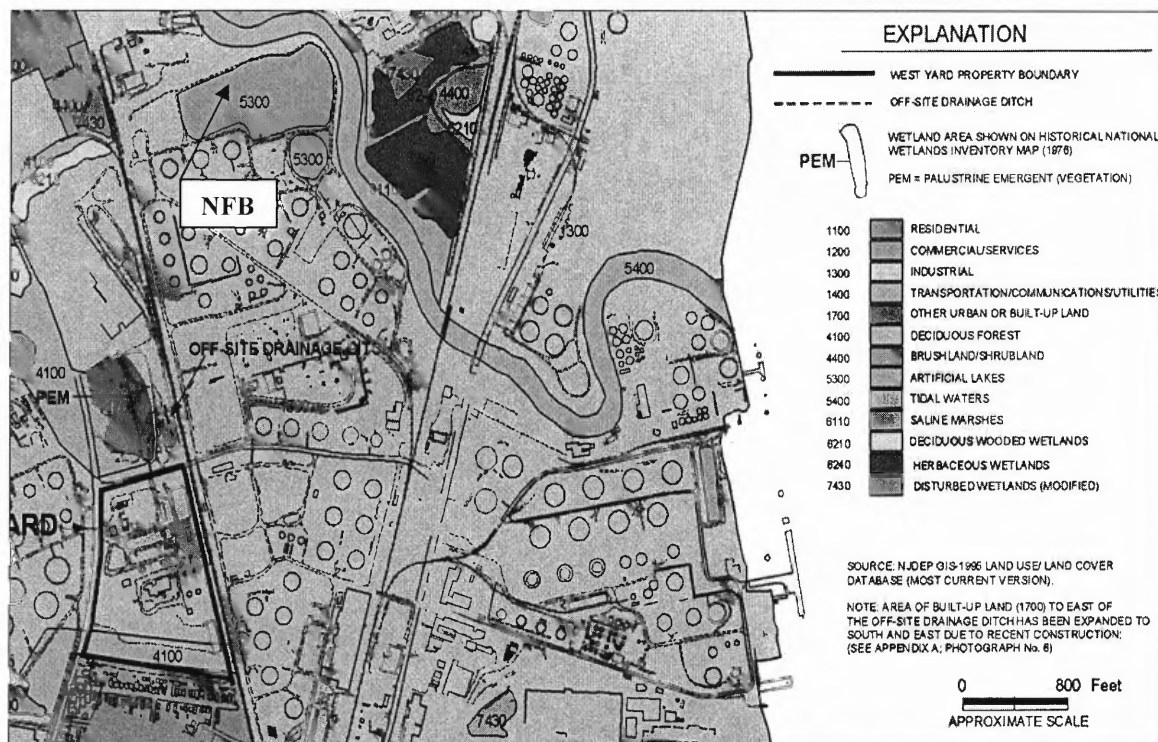 EXPLANATION
WEST YARD PROPERTY BOUNDARY
OFF-SITE DRAINAGE DITCH
PEM
WETLAND AREA SHOWN ON HISTORICAL NATIONAL
WETLANDS INVENTORY MAP (1976)
PEM = PALUSTRINE EMERGENT (VEGETATION)
1100 RESIDENTIAL
1200 COMMERCIAL/SERVICES
1300 INDUSTRIAL
1400 TRANSPORTATION/COMMUNICATIONS/UTILITIES
1700 OTHER URBAN OR BUILT-UP LAND
4100 DECIDUOUS FOREST
4400 BRUSHLAND/SHRUBLAND
5300 ARTIFICIAL LAKES
5400 TIDAL WATERS
6110 SALINE MARSHES
6210 DECIDUOUS WOODED WETLANDS
6240 HERBACEOUS WETLANDS
7430 DISTURBED WETLANDS (MODIFIED)
SOURCE: NJDEP GIS-1995 LAND USE/ LAND COVER
DATABASE (MOST CURRENT VERSION).
NOTE: AREA OF BUILT-UP LAND (1700) TO EAST OF
THE OFF-SITE DRAINAGE DITCH HAS BEEN EXPANDED TO
SOUTH AND EAST DUE TO RECENT CONSTRUCTION;
(SEE APPENDIX A; PHOTOGRAPH No. 6)
0 800 Feet
APPROXIMATE SCALE
7430
4400
5300
5300
NFB
4100
1300
5400
OFF-SITE DRAINAGE
4100
PEM
ARD
4100
7430